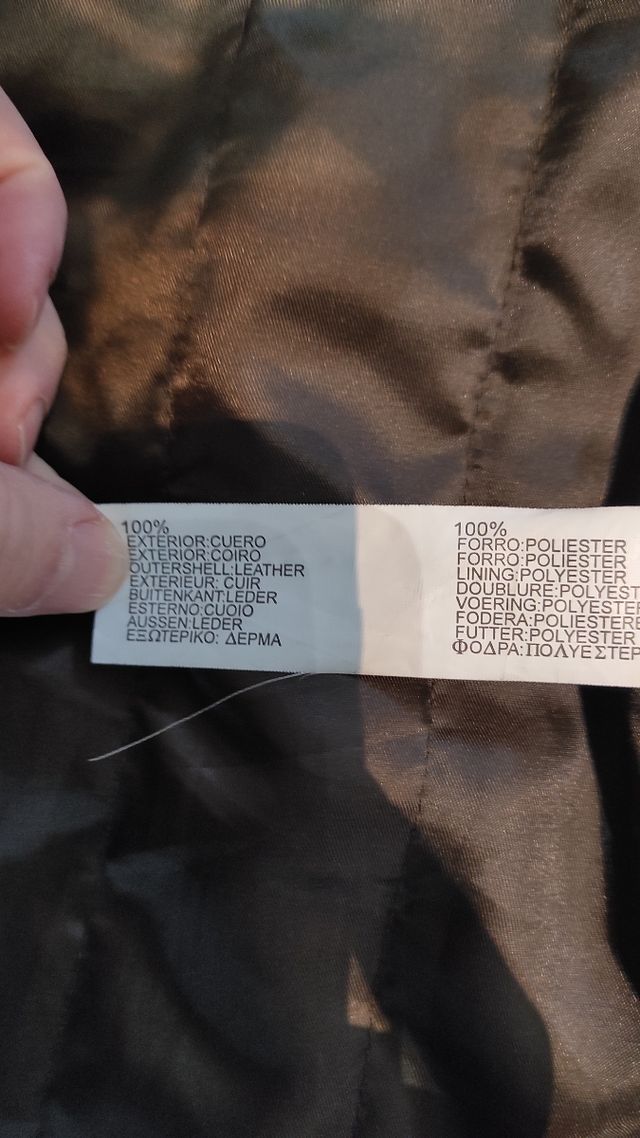 100%
EXTERIOR:CUERO
EXTERIOR:COIRO
OUTERSHELL:LEATHER
EXTERIEUR: CUIR
BUITENKANT:LEDER
ESTERNO:CUOIO
AUSSEN:LEDER
ΕΞΩΤΕΡΙΚΟ: ΔΕΡΜΑ
100%
FORRO:POLIESTER
FORRO:POLIESTER
LINING:POLYESTER
DOUBLURE:POLYEST
VOERING:POLYESTE
FODERA:POLIESTERE
FUTTER:POLYESTER
ΦΟΔΡΑ:ΠΟΛΥΕΣΤΕΡ